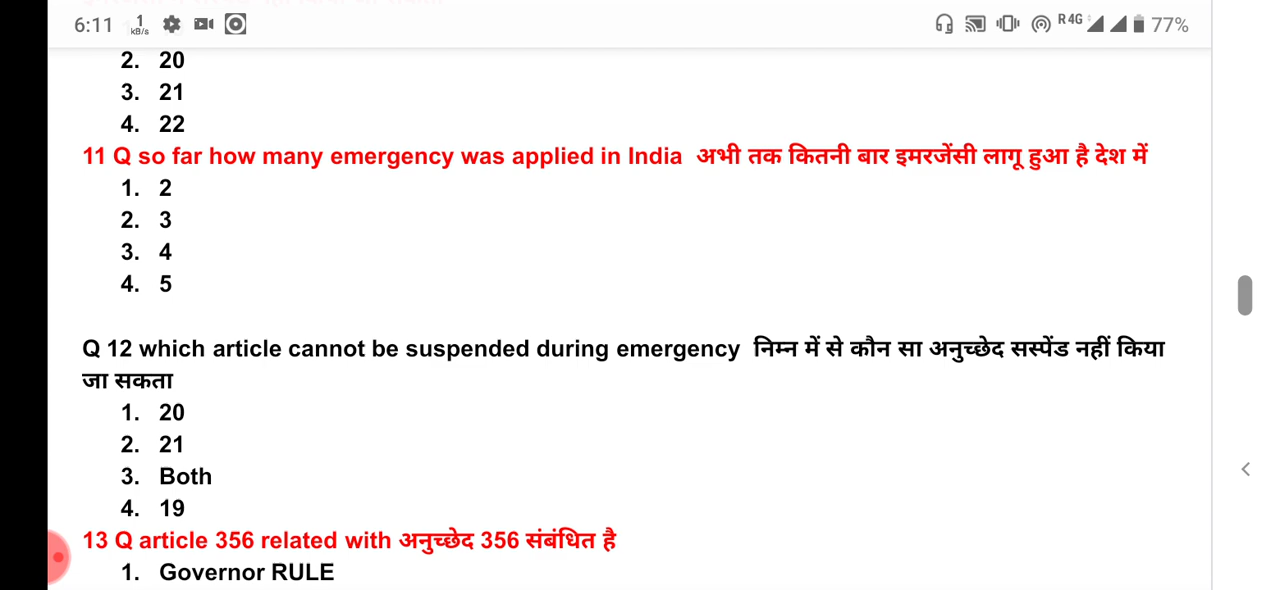 6:11 1 kB/s R 4G 77%
2. 20
3. 21
4. 22
11 Q so far how many emergency was applied in India अभी तक कितनी बार इमरजेंसी लागू हुआ है देश में
1. 2
2. 3
3. 4
4. 5
Q 12 which article cannot be suspended during emergency निम्न में से कौन सा अनुच्छेद सस्पेंड नहीं किया
जा सकता
1. 20
2. 21
3. Both
4. 19
13 Q article 356 related with अनुच्छेद 356 संबंधित है
1. Governor RULE